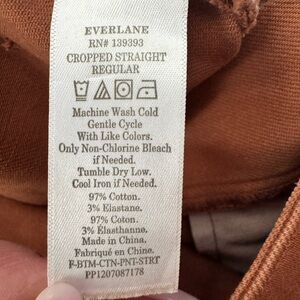 EVERLANE
RN# 139393
CROPPED STRAIGHT
REGULAR
Machine Wash Cold
Gentle Cycle
With Like Colors.
Only Non-Chlorine Bleach
if Needed.
Tumble Dry Low.
Cool Iron if Needed.
97% Cotton.
3% Elastane.
97% Coton.
3% Élasthanne.
Made in China.
Fabriqué en Chine.
F-BTM-CTN-PNT-STRT
PP1207087178